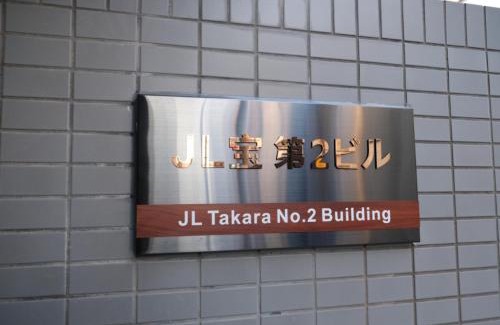 JL宝 第2ビル
JL Takara No.2 Building